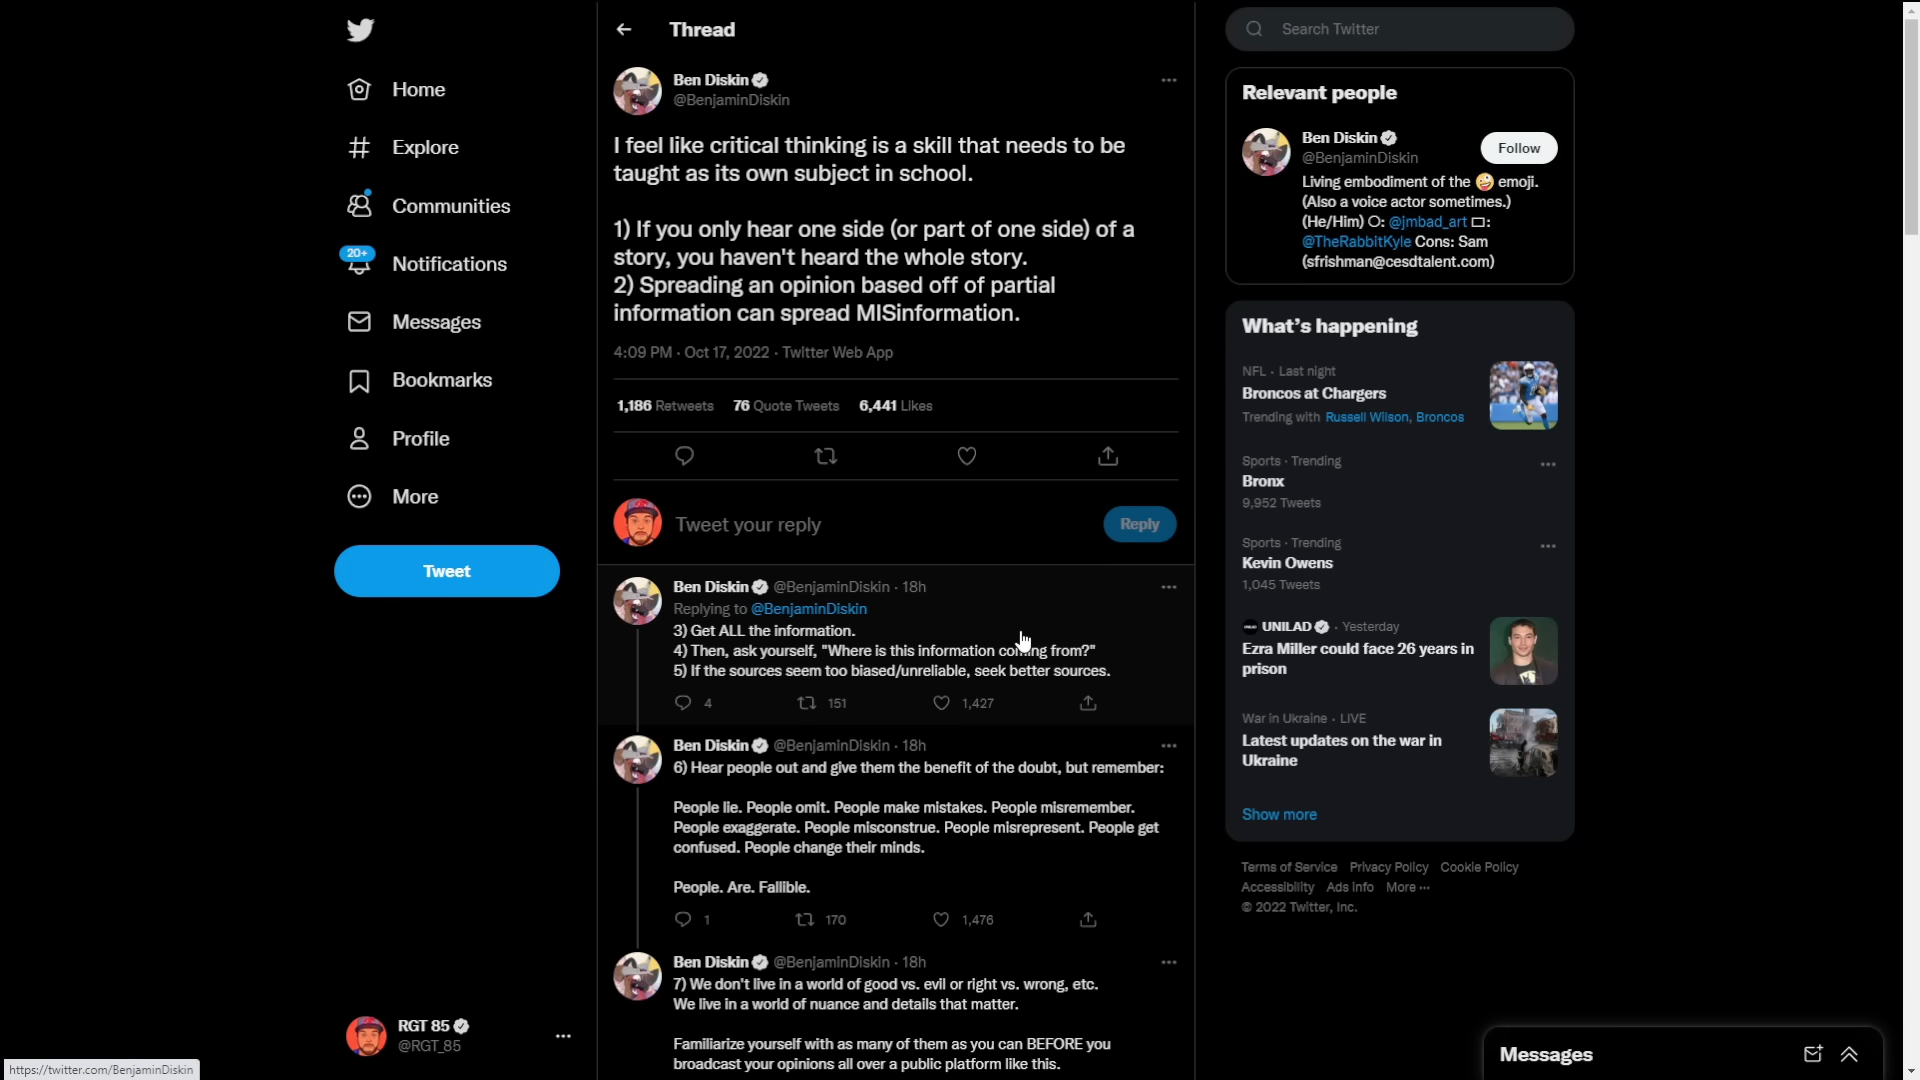 Home
Explore
Communities
20+
Notifications
Messages
Bookmarks
Profile
More
Tweet
RGT 85
@RGT_85
https://twitter.com/BenjaminDiskin
Thread
Ben Diskin
@BenjaminDiskin
I feel like critical thinking is a skill that needs to be
taught as its own subject in school.
1) If you only hear one side (or part of one side) of a
story, you haven't heard the whole story.
2) Spreading an opinion based off of partial
information can spread MISinformation.
4:09 PM · Oct 17, 2022 · Twitter Web App
1,186 Retweets 76 Quote Tweets 6,441 Likes
Tweet your reply
Reply
Ben Diskin @BenjaminDiskin · 18h
Replying to @BenjaminDiskin
3) Get ALL the information.
4) Then, ask yourself, "Where is this information coming from?"
5) If the sources seem too biased/unreliable, seek better sources.
4 151 1,427
Ben Diskin @BenjaminDiskin · 18h
6) Hear people out and give them the benefit of the doubt, but remember:
People lie. People omit. People make mistakes. People misremember.
People exaggerate. People misconstrue. People misrepresent. People get
confused. People change their minds.
People. Are. Fallible.
1 170 1,476
Ben Diskin @BenjaminDiskin · 18h
7) We don't live in a world of good vs. evil or right vs. wrong, etc.
We live in a world of nuance and details that matter.
Familiarize yourself with as many of them as you can BEFORE you
broadcast your opinions all over a public platform like this.
Search Twitter
Relevant people
Ben Diskin
@BenjaminDiskin
Follow
Living embodiment of the 🤪 emoji.
(Also a voice actor sometimes.)
(He/Him) O: @jmbad_art □:
@TheRabbitKyle Cons: Sam
(sfrishman@cesdtalent.com)
What's happening
NFL · Last night
Broncos at Chargers
Trending with Russell Wilson, Broncos
Sports · Trending
Bronx
9,952 Tweets
Sports · Trending
Kevin Owens
1,045 Tweets
UNILAD · Yesterday
Ezra Miller could face 26 years in
prison
War in Ukraine · LIVE
Latest updates on the war in
Ukraine
Show more
Terms of Service Privacy Policy Cookie Policy
Accessibility Ads info More ···
© 2022 Twitter, Inc.
Messages